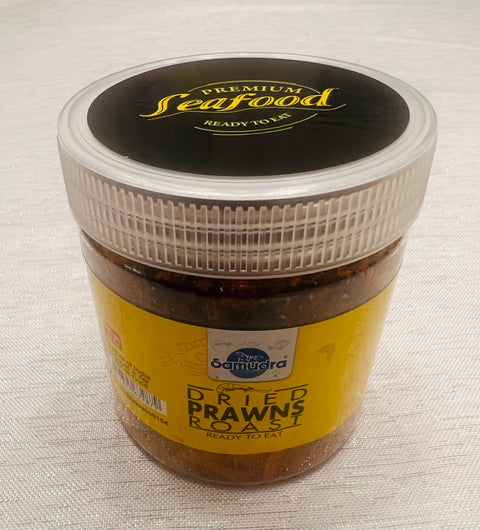 PREMIUM
Seafood
READY TO EAT
Samudra
DRIED
PRAWNS
ROAST
READY TO EAT